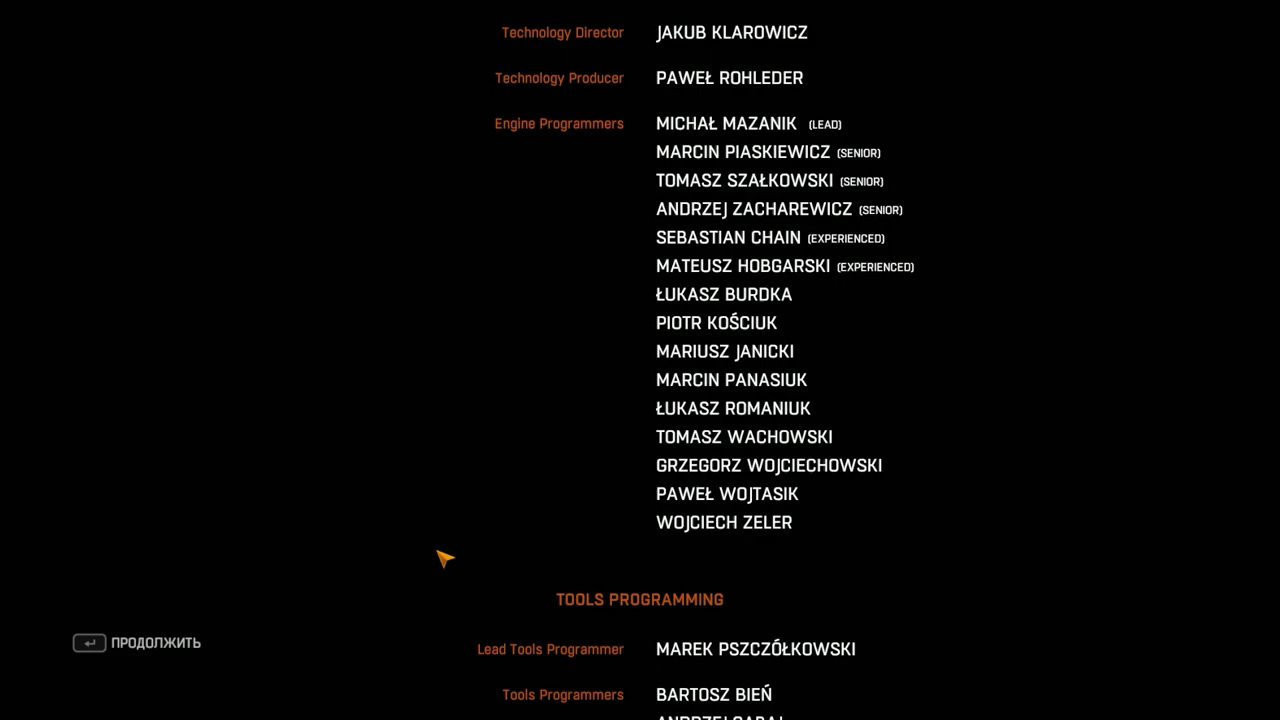 Technology Director JAKUB KLAROWICZ
Technology Producer PAWEŁ ROHLEDER
Engine Programmers MICHAŁ MAZANIK (LEAD)
MARCIN PIASKIEWICZ (SENIOR)
TOMASZ SZAŁKOWSKI (SENIOR)
ANDRZEJ ZACHAREWICZ (SENIOR)
SEBASTIAN CHAIN (EXPERIENCED)
MATEUSZ HOBGARSKI (EXPERIENCED)
ŁUKASZ BURDKA
PIOTR KOŚCIUK
MARIUSZ JANICKI
MARCIN PANASIUK
ŁUKASZ ROMANIUK
TOMASZ WACHOWSKI
GRZEGORZ WOJCIECHOWSKI
PAWEŁ WOJTASIK
WOJCIECH ZELER
TOOLS PROGRAMMING
ПРОДОЛЖИТЬ
Lead Tools Programmer MAREK PSZCZÓŁKOWSKI
Tools Programmers BARTOSZ BIEŃ